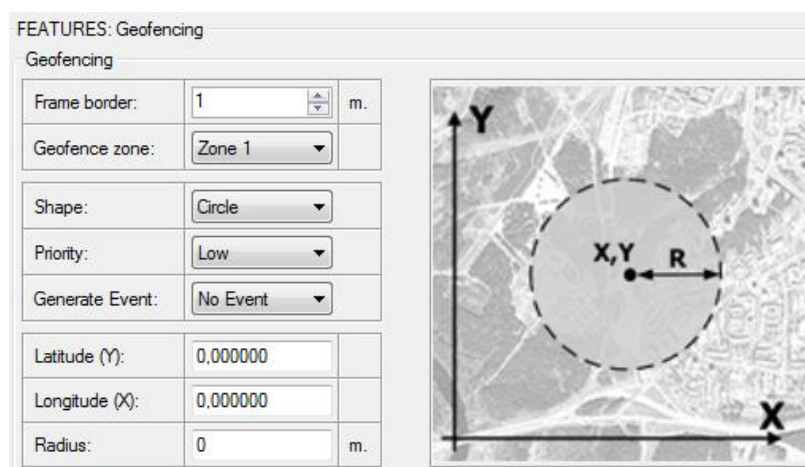 FEATURES: Geofencing
Geofencing
Frame border: 1 m.
Geofence zone: Zone 1
Shape: Circle
Priority: Low
Generate Event: No Event
Latitude (Y): 0,000000
Longitude (X): 0,000000
Radius: 0 m.
Y
X,Y R
X